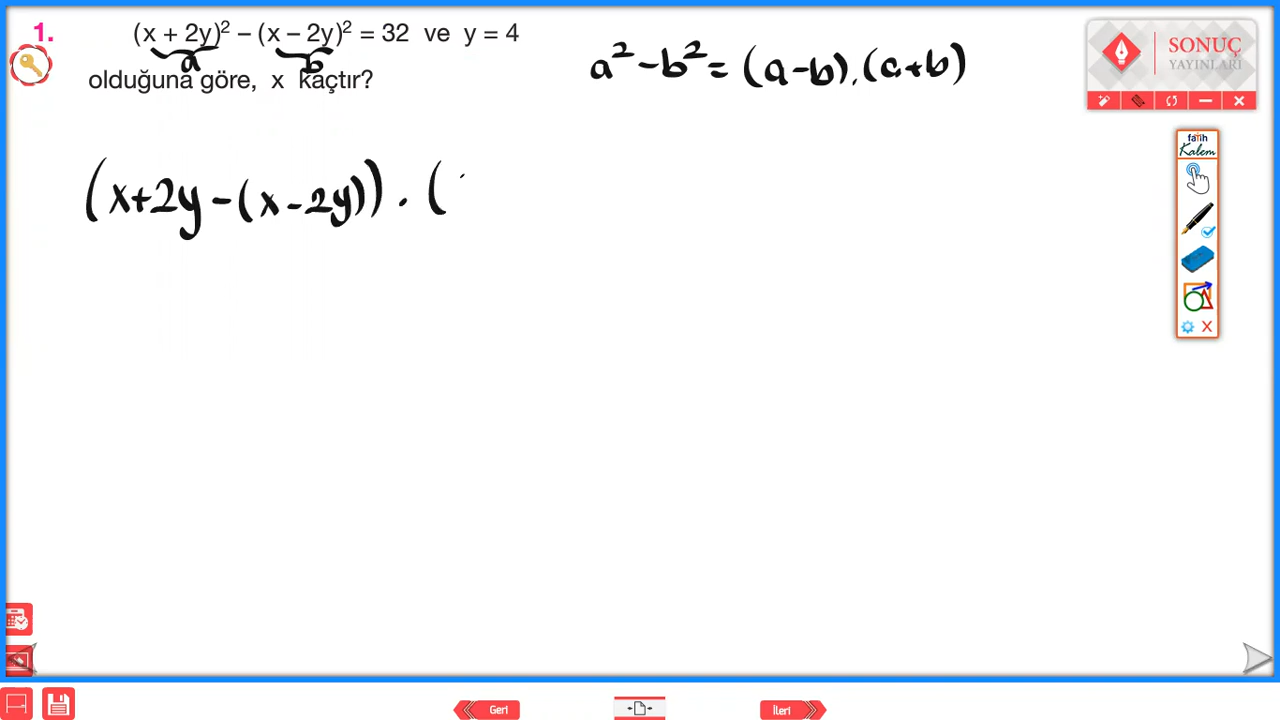 1. (x + 2y)² – (x – 2y)² = 32 ve y = 4
a b
olduğuna göre, x kaçtır?
a² - b² = (a-b).(a+b)
(x+2y-(x-2y)) . (
SONUÇ
YAYINLARI
fatih
Kalem
Geri
İleri